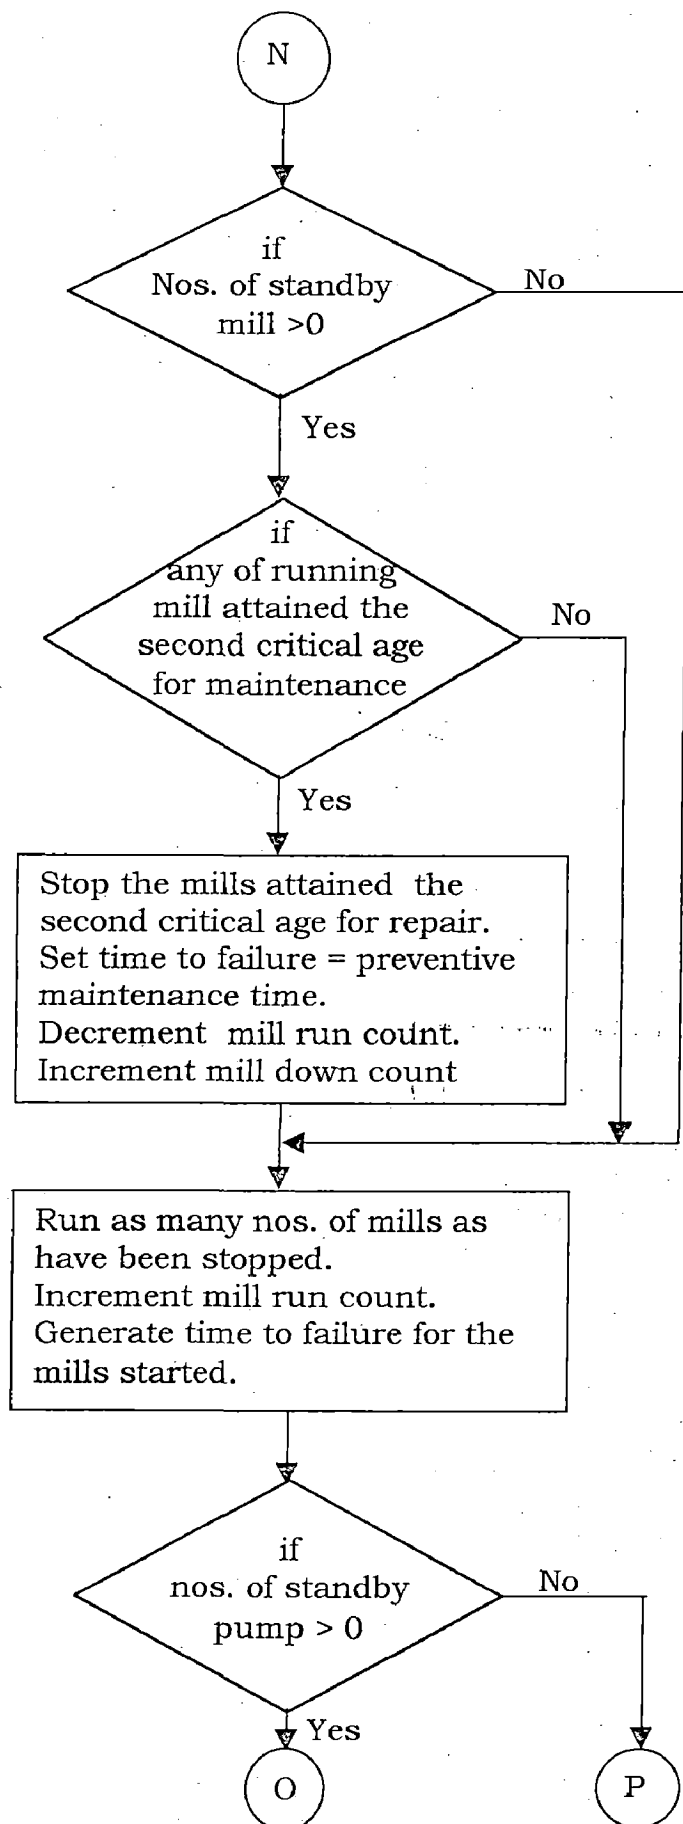 N
if
Nos. of standby
mill >0
No
Yes
if
any of running
mill attained the
second critical age
for maintenance
No
Yes
Stop the mills attained the
second critical age for repair.
Set time to failure = preventive
maintenance time.
Decrement mill run count.
Increment mill down count
Run as many nos. of mills as
have been stopped.
Increment mill run count.
Generate time to failure for the
mills started.
if
nos. of standby
pump > 0
No
Yes
O
P